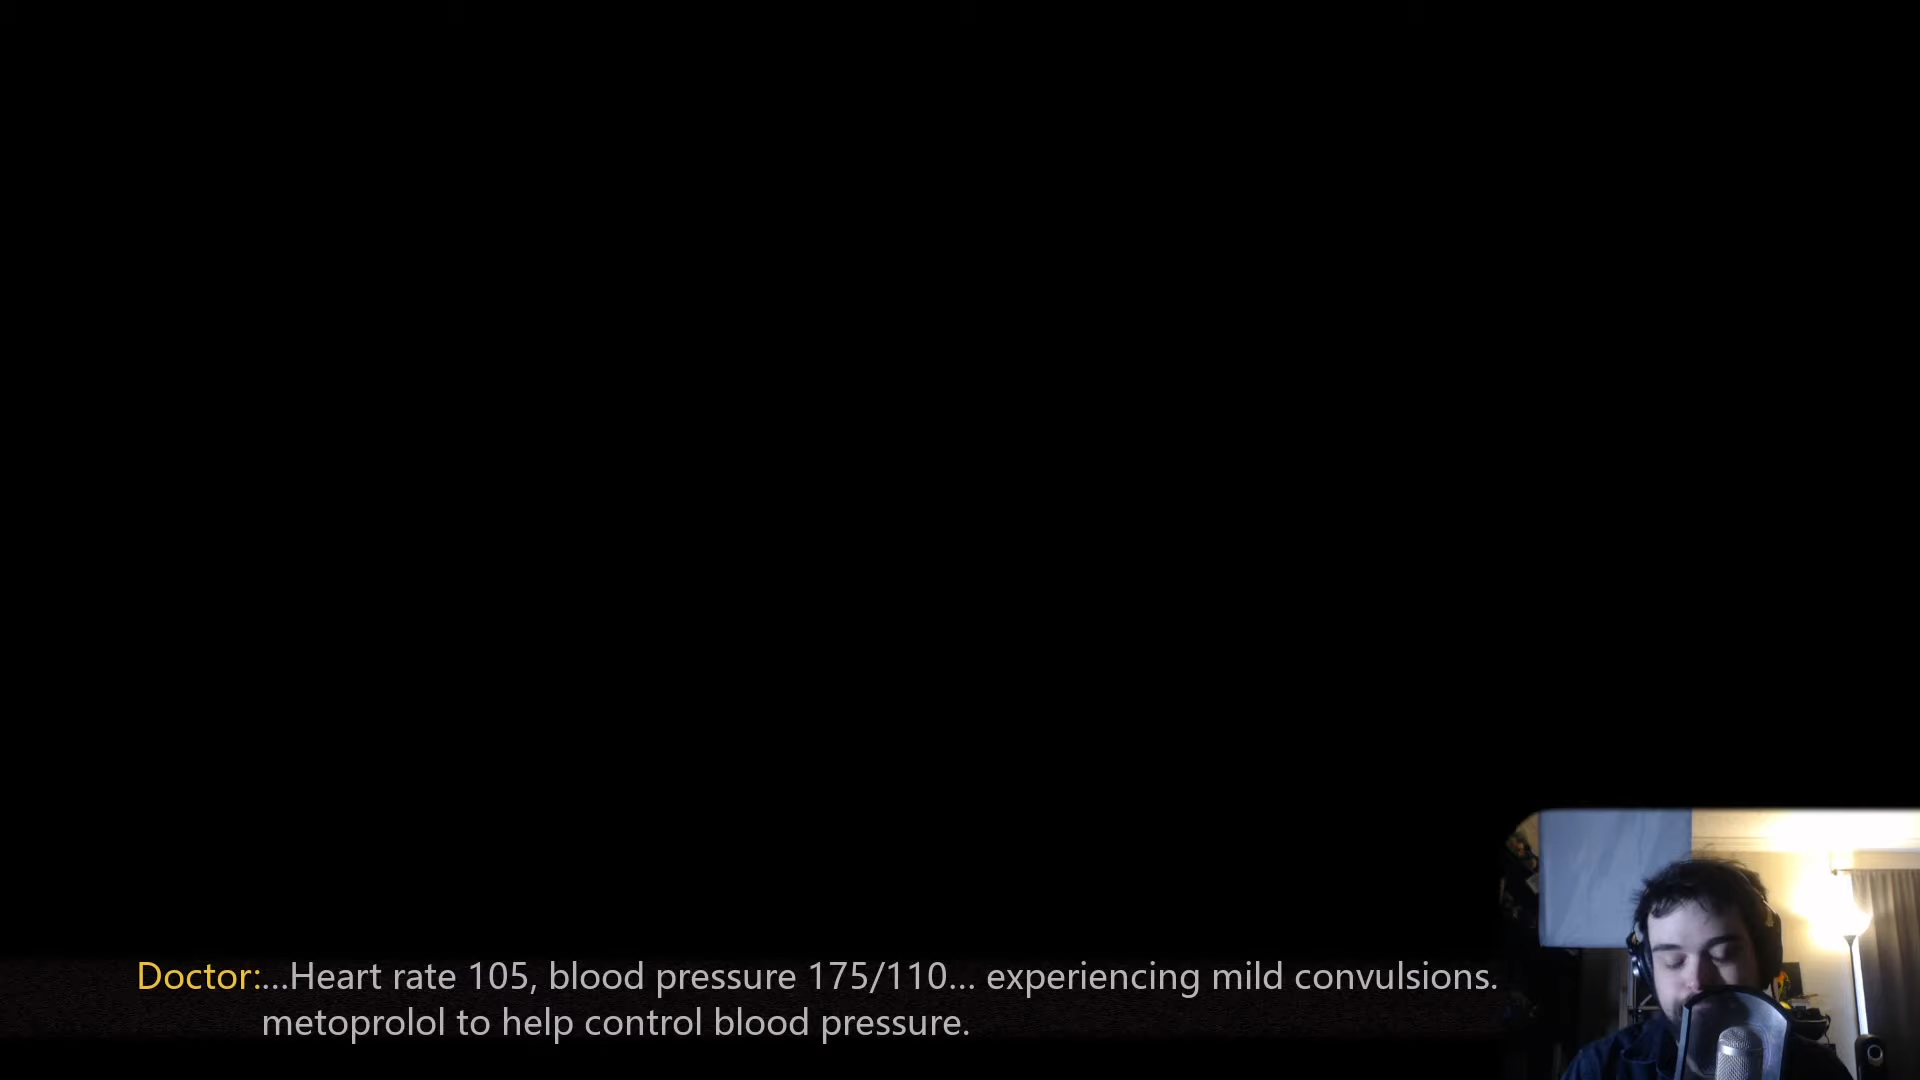 Doctor:...Heart rate 105, blood pressure 175/110... experiencing mild convulsions.
metoprolol to help control blood pressure.